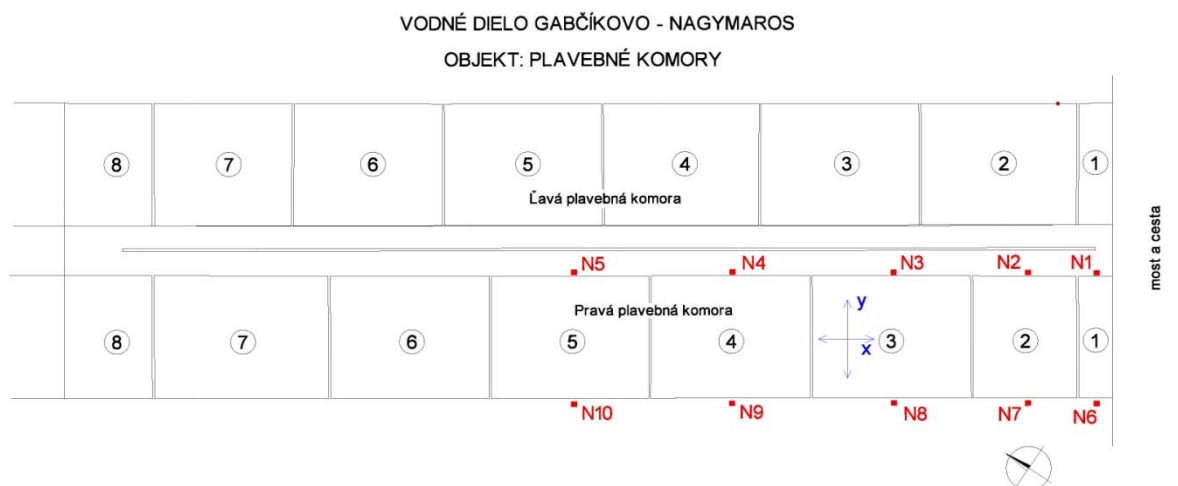 VODNÉ DIELO GABČÍKOVO - NAGYMAROS
OBJEKT: PLAVEBNÉ KOMORY
8 7 6 5 4 3 2 1
Ľavá plavebná komora
most a cesta
N5 N4 N3 N2 N1
Pravá plavebná komora
y
x
8 7 6 5 4 3 2 1
N10 N9 N8 N7 N6